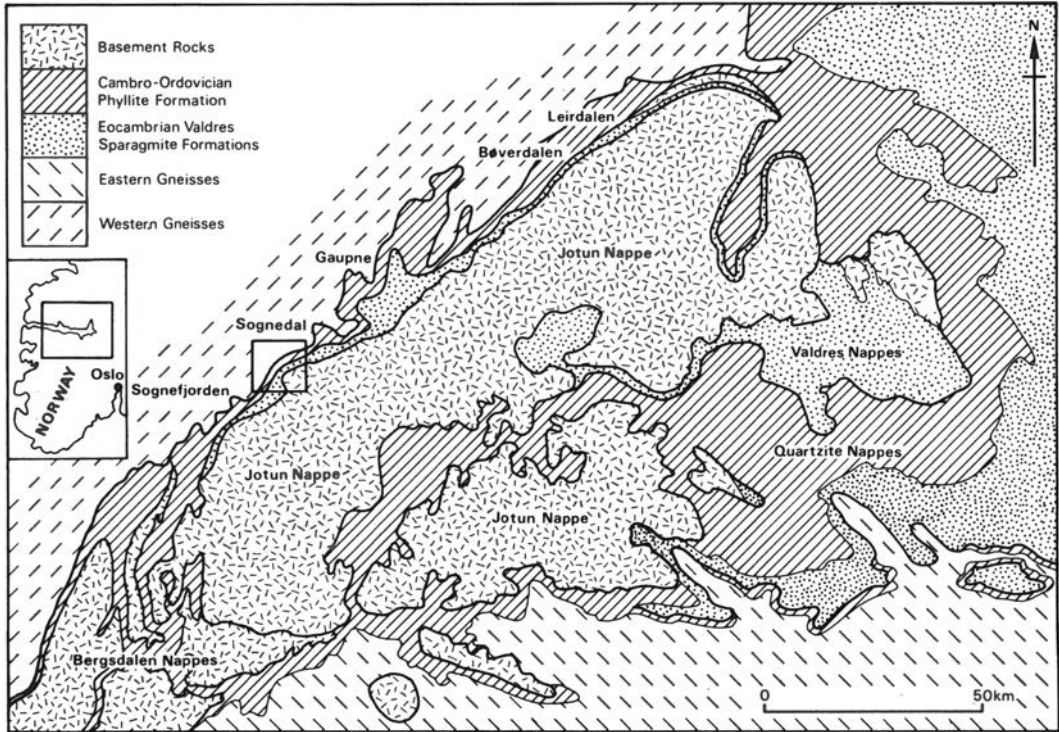 Basement Rocks
Cambro-Ordovician
Phyllite Formation
Eocambrian Valdres
Sparagmite Formations
Eastern Gneisses
Western Gneisses
N
Leirdalen
Bøverdalen
Gaupne
Jotun Nappe
Sognedal
Valdres Nappes
Oslo
NORWAY
Sognefjorden
Quartzite Nappes
Jotun Nappe
Jotun Nappe
Bergsdalen Nappes
0
50km.